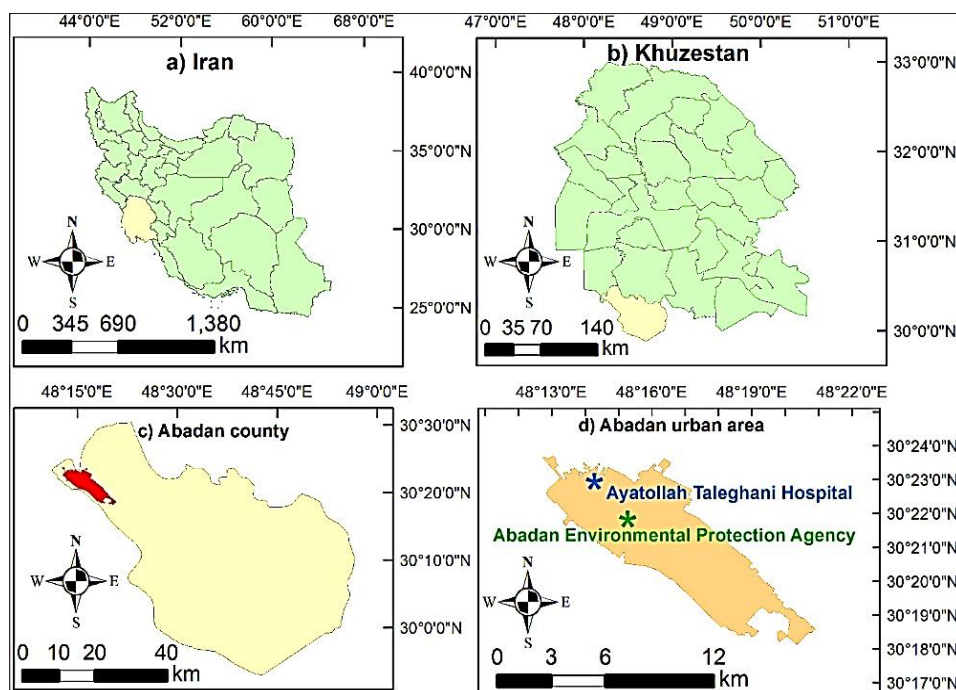 44°0'0"E 52°0'0"E 60°0'0"E 68°0'0"E
a) Iran
40°0'0"N
35°0'0"N
30°0'0"N
25°0'0"N
N
W E
S
0 345 690 1,380
km
47°0'0"E 48°0'0"E 49°0'0"E 50°0'0"E 51°0'0"E
b) Khuzestan
33°0'0"N
32°0'0"N
31°0'0"N
30°0'0"N
N
W E
S
0 35 70 140
km
48°15'0"E 48°30'0"E 48°45'0"E 49°0'0"E
c) Abadan county
30°30'0"N
30°20'0"N
30°10'0"N
30°0'0"N
N
W E
S
0 10 20 40
km
48°13'0"E 48°16'0"E 48°19'0"E 48°22'0"E
d) Abadan urban area
30°24'0"N
30°23'0"N
30°22'0"N
30°21'0"N
30°20'0"N
30°19'0"N
30°18'0"N
30°17'0"N
* Ayatollah Taleghani Hospital
*
Abadan Environmental Protection Agency
N
W E
S
0 3 6 12
km